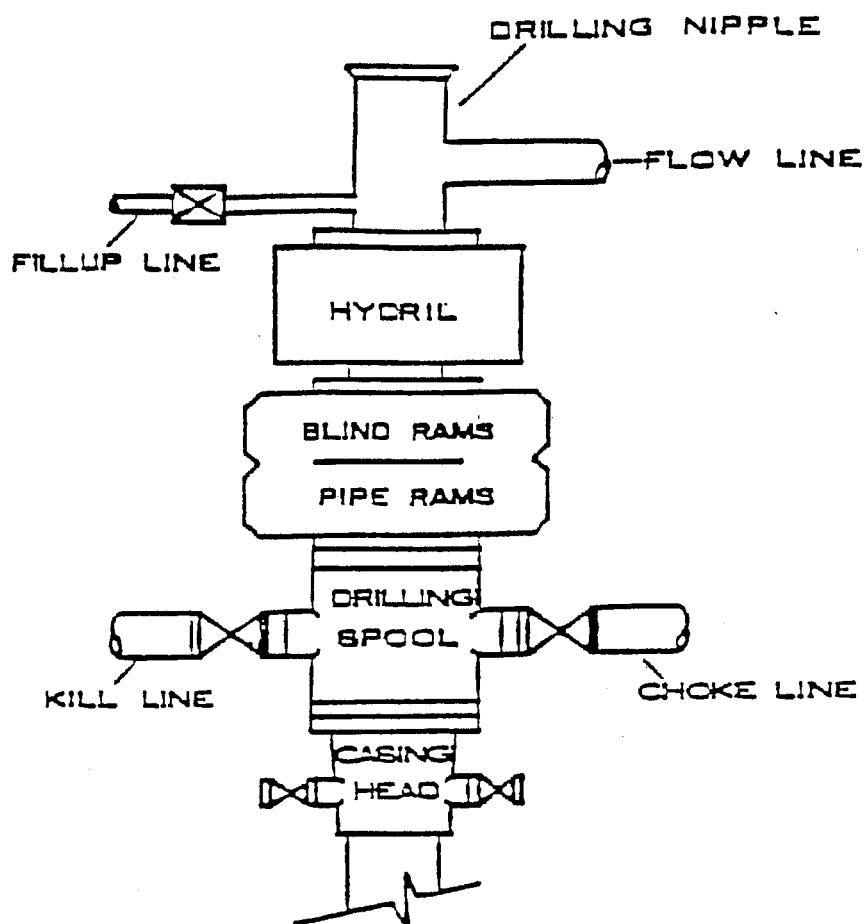 DRILLING NIPPLE
FLOW LINE
FILLUP LINE
HYDRIL
BLIND RAMS
PIPE RAMS
DRILLING
SPOOL
KILL LINE
CHOKE LINE
CASING
HEAD